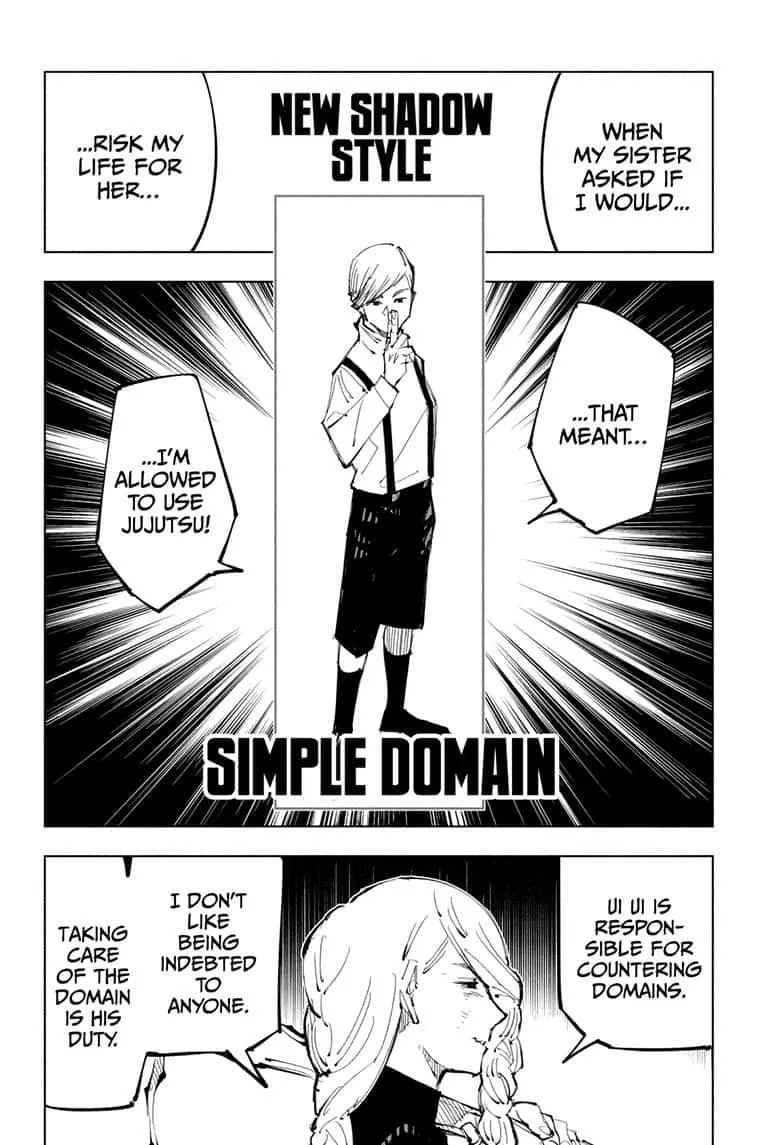 WHEN
MY SISTER
ASKED IF
I WOULD...
...RISK MY
LIFE FOR
HER...
NEW SHADOW
STYLE
...THAT
MEANT...
...I'M
ALLOWED
TO USE
JUJUTSU!
SIMPLE DOMAIN
UI UI IS
RESPON-
SIBLE FOR
COUNTERING
DOMAINS.
I DON'T
LIKE
BEING
INDEBTED
TO
ANYONE.
TAKING
CARE
OF THE
DOMAIN
IS HIS
DUTY.